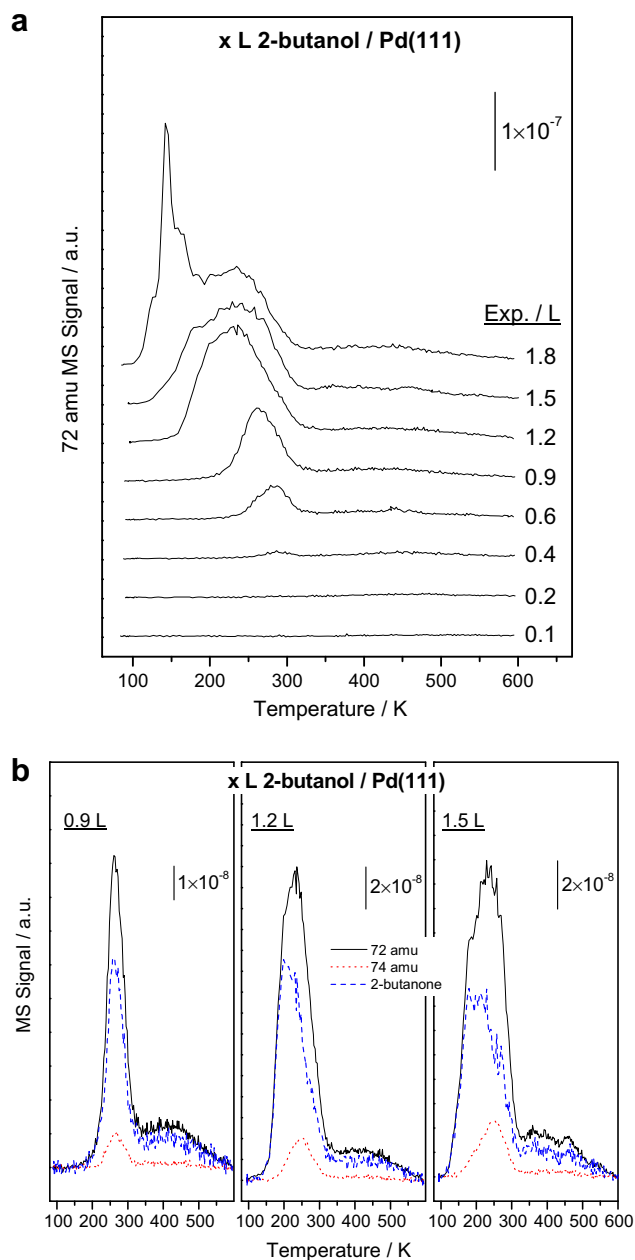 a
x L 2-butanol / Pd(111)
1×10⁻⁷
72 amu MS Signal / a.u.
Exp. / L
1.8
1.5
1.2
0.9
0.6
0.4
0.2
0.1
100 200 300 400 500 600
Temperature / K
b
x L 2-butanol / Pd(111)
0.9 L
1.2 L
1.5 L
1×10⁻⁸
2×10⁻⁸
2×10⁻⁸
72 amu
74 amu
2-butanone
MS Signal / a.u.
100 200 300 400 500
100 200 300 400 500
100 200 300 400 500 600
Temperature / K